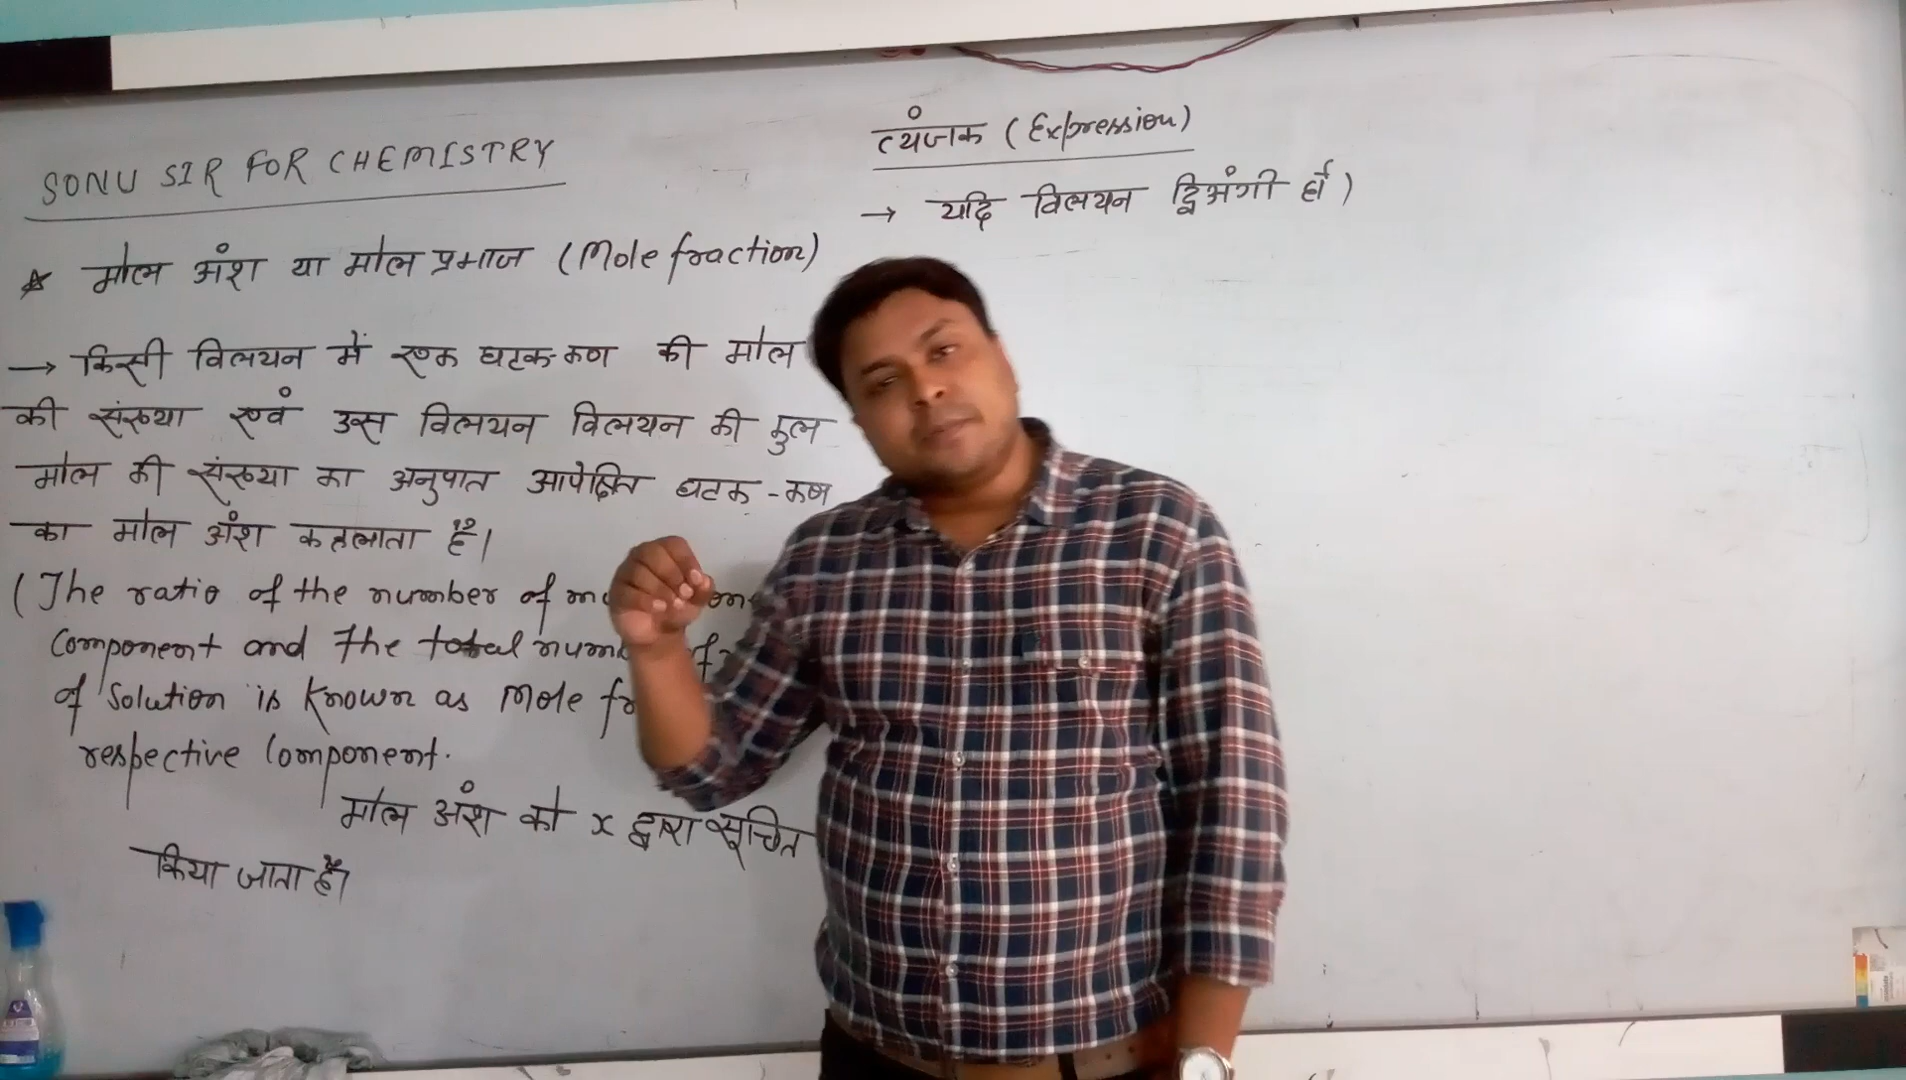 SONU SIR FOR CHEMISTRY
* मोल अंश या मोल प्रभाज (Mole fraction)
→ किसी विलयन में एक घटक-कण की मोल
की संख्या एवं उस विलयन विलयन की कुल
मोल की संख्या का अनुपात आपेक्षित घटक-कण
का मोल अंश कहलाता है।
(The ratio of the number of
component and the total of
of solution is known as Mole
respective component.
मोल अंश को x द्वारा सूचित
किया जाता है।
व्यंजक (Expression)
→ यदि विलयन द्विअंगी हो)